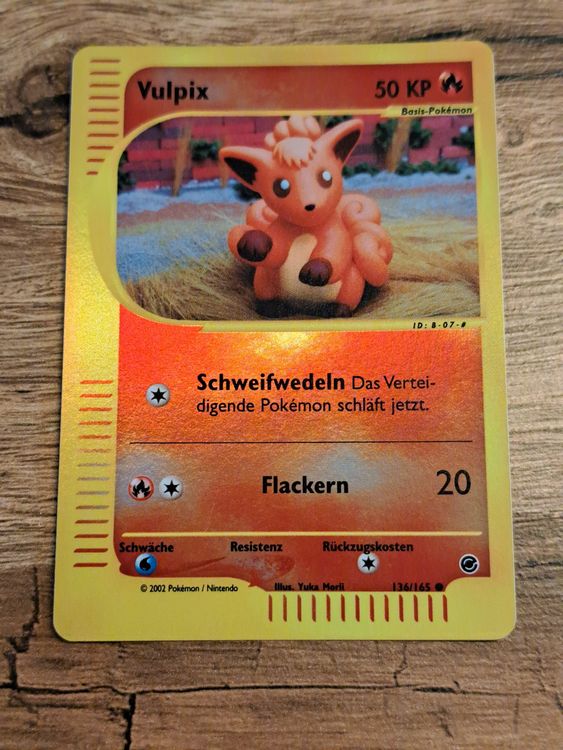 Vulpix 50 KP
Basis-Pokémon
ID: B-07-#
Schweifwedeln Das Vertei-
digende Pokémon schläft jetzt.
Flackern 20
Schwäche Resistenz Rückzugskosten
© 2002 Pokémon / Nintendo Illus. Yuka Morii 136/165